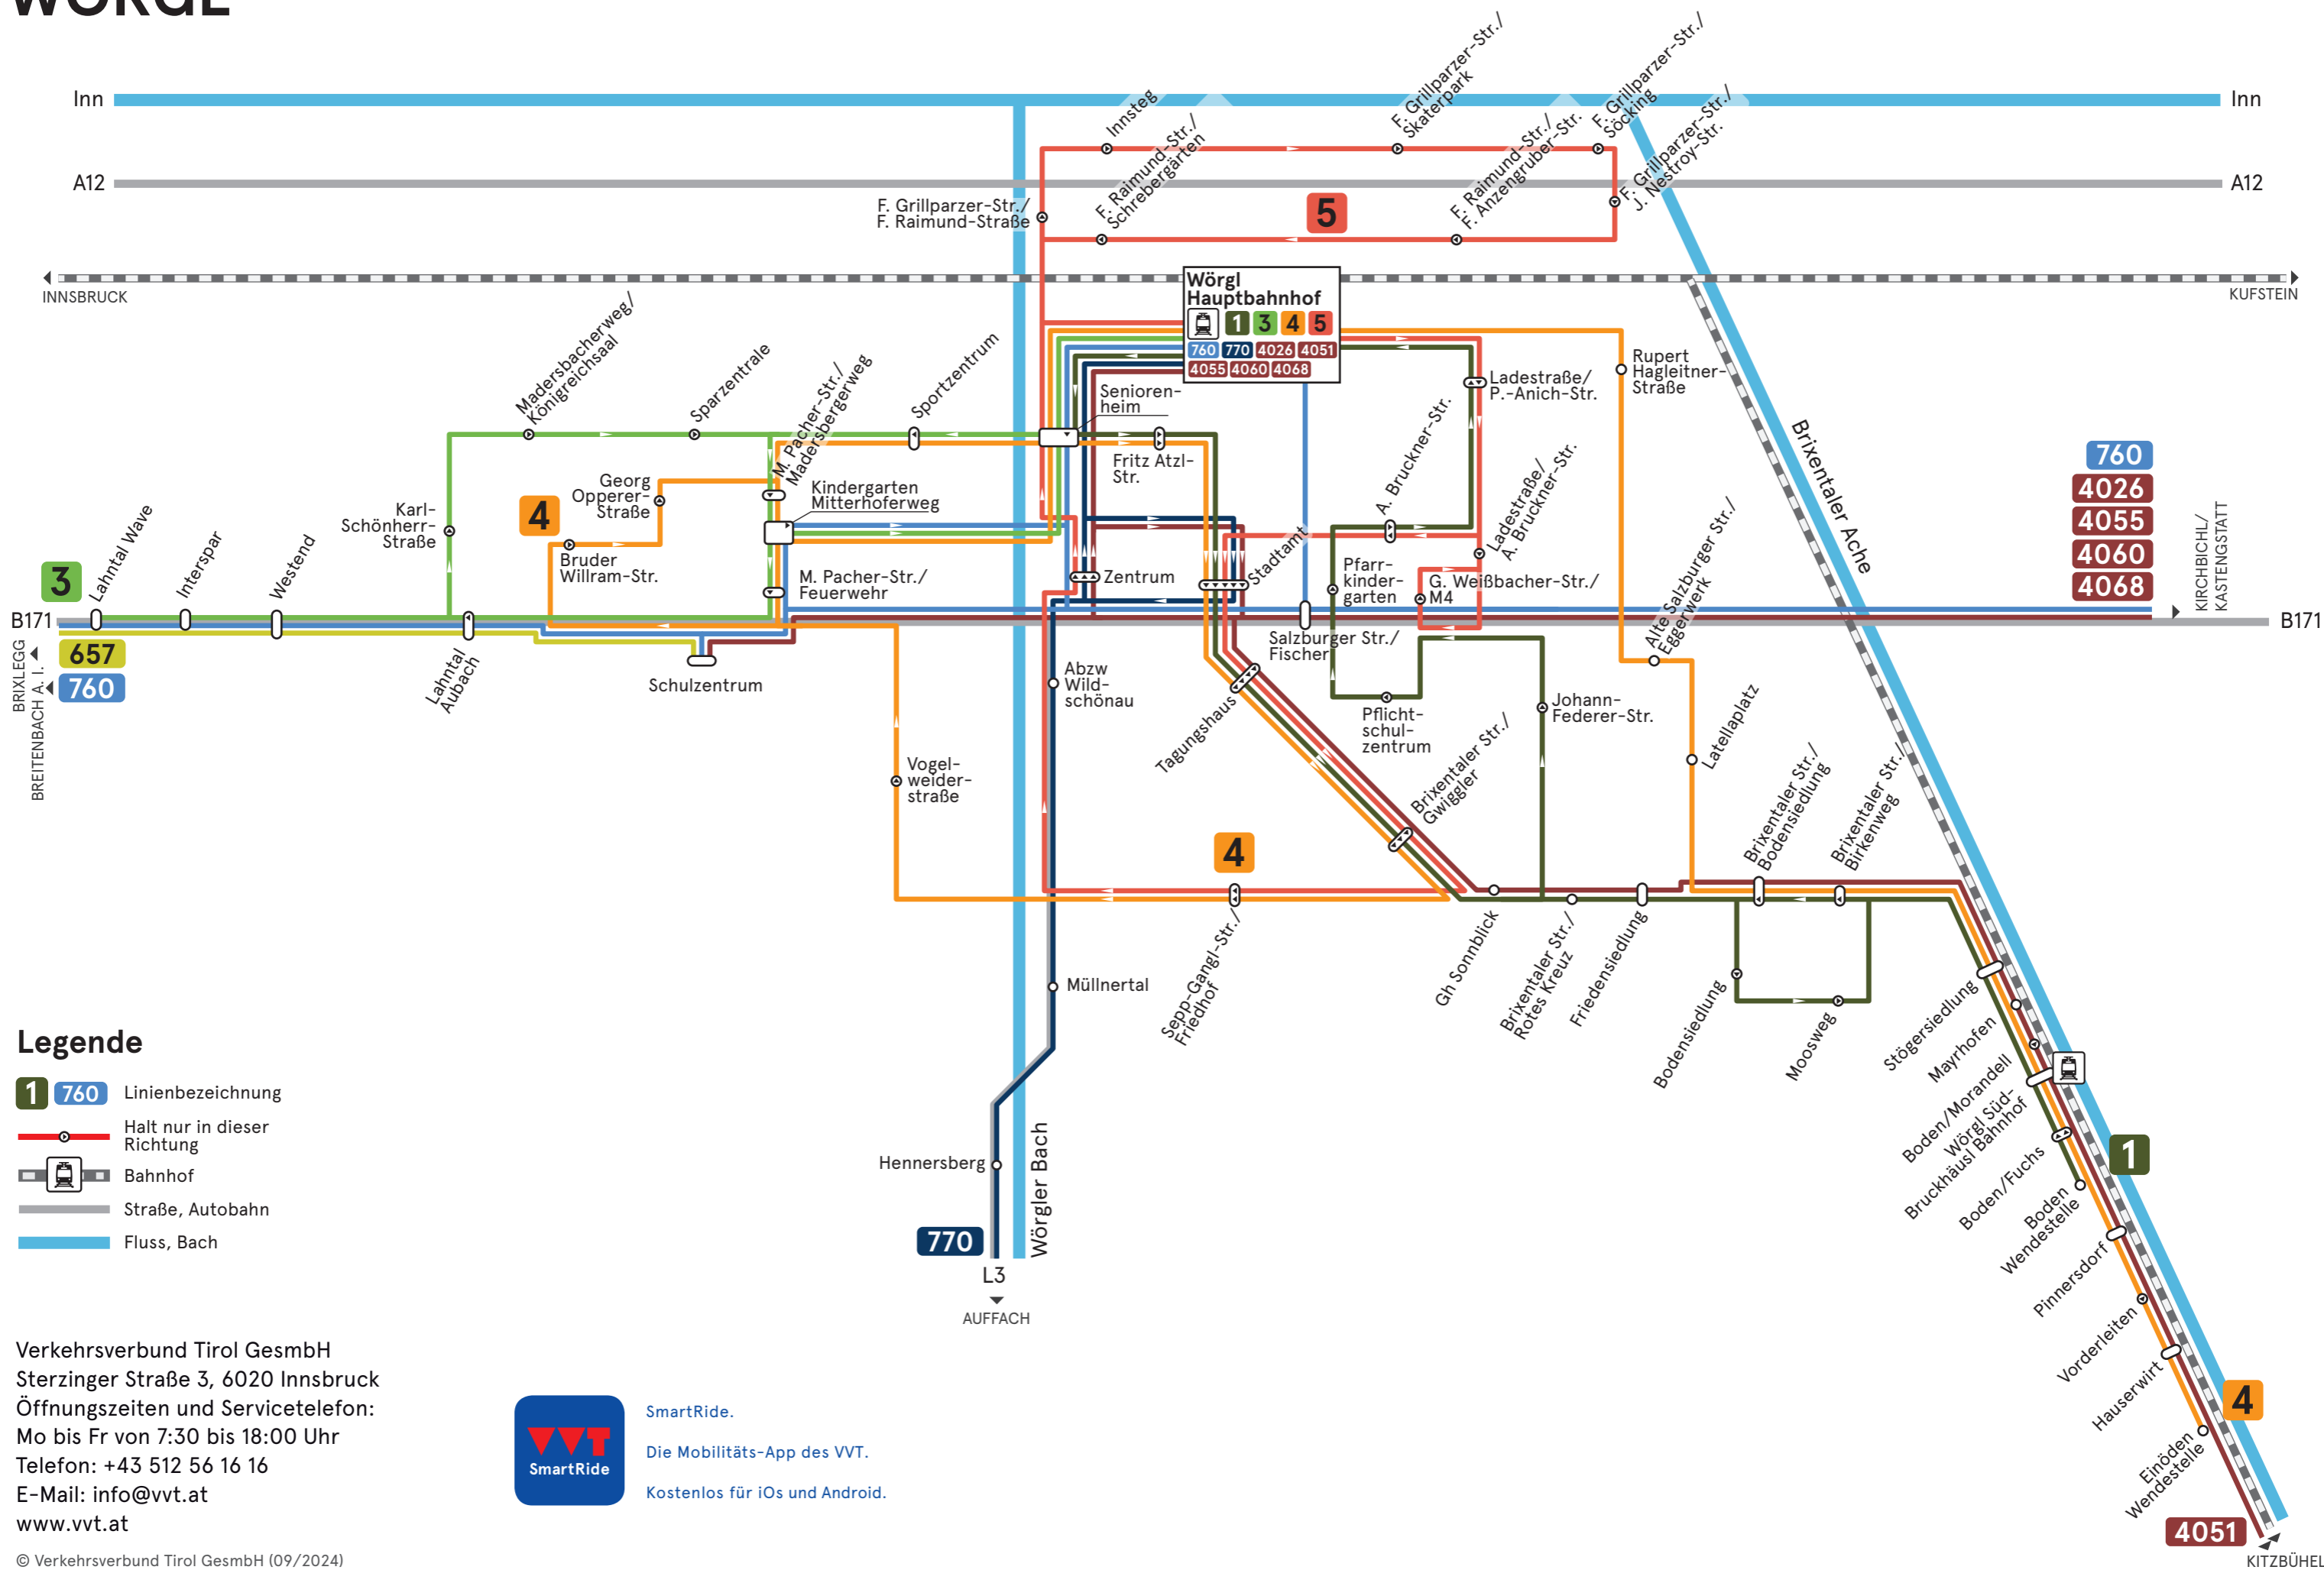 WÖRGL
Inn
Inn
A12
A12
Innsteg
F. Raimund-Str./
Schrebergärten
F. Grillparzer-Str./
Skaterpark
F. Raimund-Str./
F. Anzengruber-Str.
F. Grillparzer-Str./
Söcking
F. Grillparzer-Str./
J. Nestroy-Str.
F. Grillparzer-Str./
F. Raimund-Straße
5
INNSBRUCK
KUFSTEIN
Wörgl
Hauptbahnhof
1 3 4 5
760 770 4026 4051
4055 4060 4068
Madersbacherweg/
Königreichsaal
Sparzentrale
M. Pacher-Str./
Madersbergerweg
Sportzentrum
Senioren-
heim
Fritz Atzl-
Str.
Ladestraße/
P.-Anich-Str.
Rupert
Hagleitner-
Straße
A. Bruckner-Str.
Ladestraße/
A. Bruckner-Str.
Brixentaler Ache
760
4026
4055
4060
4068
KIRCHBICHL/
KASTENGSTATT
Karl-
Schönherr-
Straße
Georg
Opperer-
Straße
4
Bruder
Willram-Str.
Kindergarten
Mitterhoferweg
M. Pacher-Str./
Feuerwehr
Zentrum
Stadtamt
Pfarr-
kinder-
garten
G. Weißbacher-Str./
M4
Alte Salzburger Str./
Eggerwerk
3
Lahntal Wave
Interspar
Westend
B171
B171
657
760
BRIXLEGG
BREITENBACH A. I.
Lahntal
Aubach
Schulzentrum
Abzw
Wild-
schönau
Salzburger Str./
Fischer
Tagungshaus
Pflicht-
schul-
zentrum
Johann-
Federer-Str.
Latellaplatz
Vogel-
weider-
straße
Brixentaler Str./
Gwiggler
Brixentaler Str./
Bodensiedlung
Brixentaler Str./
Birkenweg
4
Sepp-Gangl-Str./
Friedhof
Gh Sonnblick
Brixentaler Str./
Rotes Kreuz
Friedensiedlung
Bodensiedlung
Moosweg
Stögersiedlung
Mayrhofen
Boden/Morandell
Wörgl Süd-
Bruckhäusl Bahnhof
Boden/Fuchs
Boden
Wendestelle
Pinnersdorf
Vorderleiten
Hauserwirt
Einöden
Wendestelle
1
4
4051
KITZBÜHEL
Müllnertal
Hennersberg
Wörgler Bach
770
L3
AUFFACH
Legende
1 760 Linienbezeichnung
Halt nur in dieser
Richtung
Bahnhof
Straße, Autobahn
Fluss, Bach
Verkehrsverbund Tirol GesmbH
Sterzinger Straße 3, 6020 Innsbruck
Öffnungszeiten und Servicetelefon:
Mo bis Fr von 7:30 bis 18:00 Uhr
Telefon: +43 512 56 16 16
E-Mail: info@vvt.at
www.vvt.at
© Verkehrsverbund Tirol GesmbH (09/2024)
VVT
SmartRide
SmartRide.
Die Mobilitäts-App des VVT.
Kostenlos für iOs und Android.